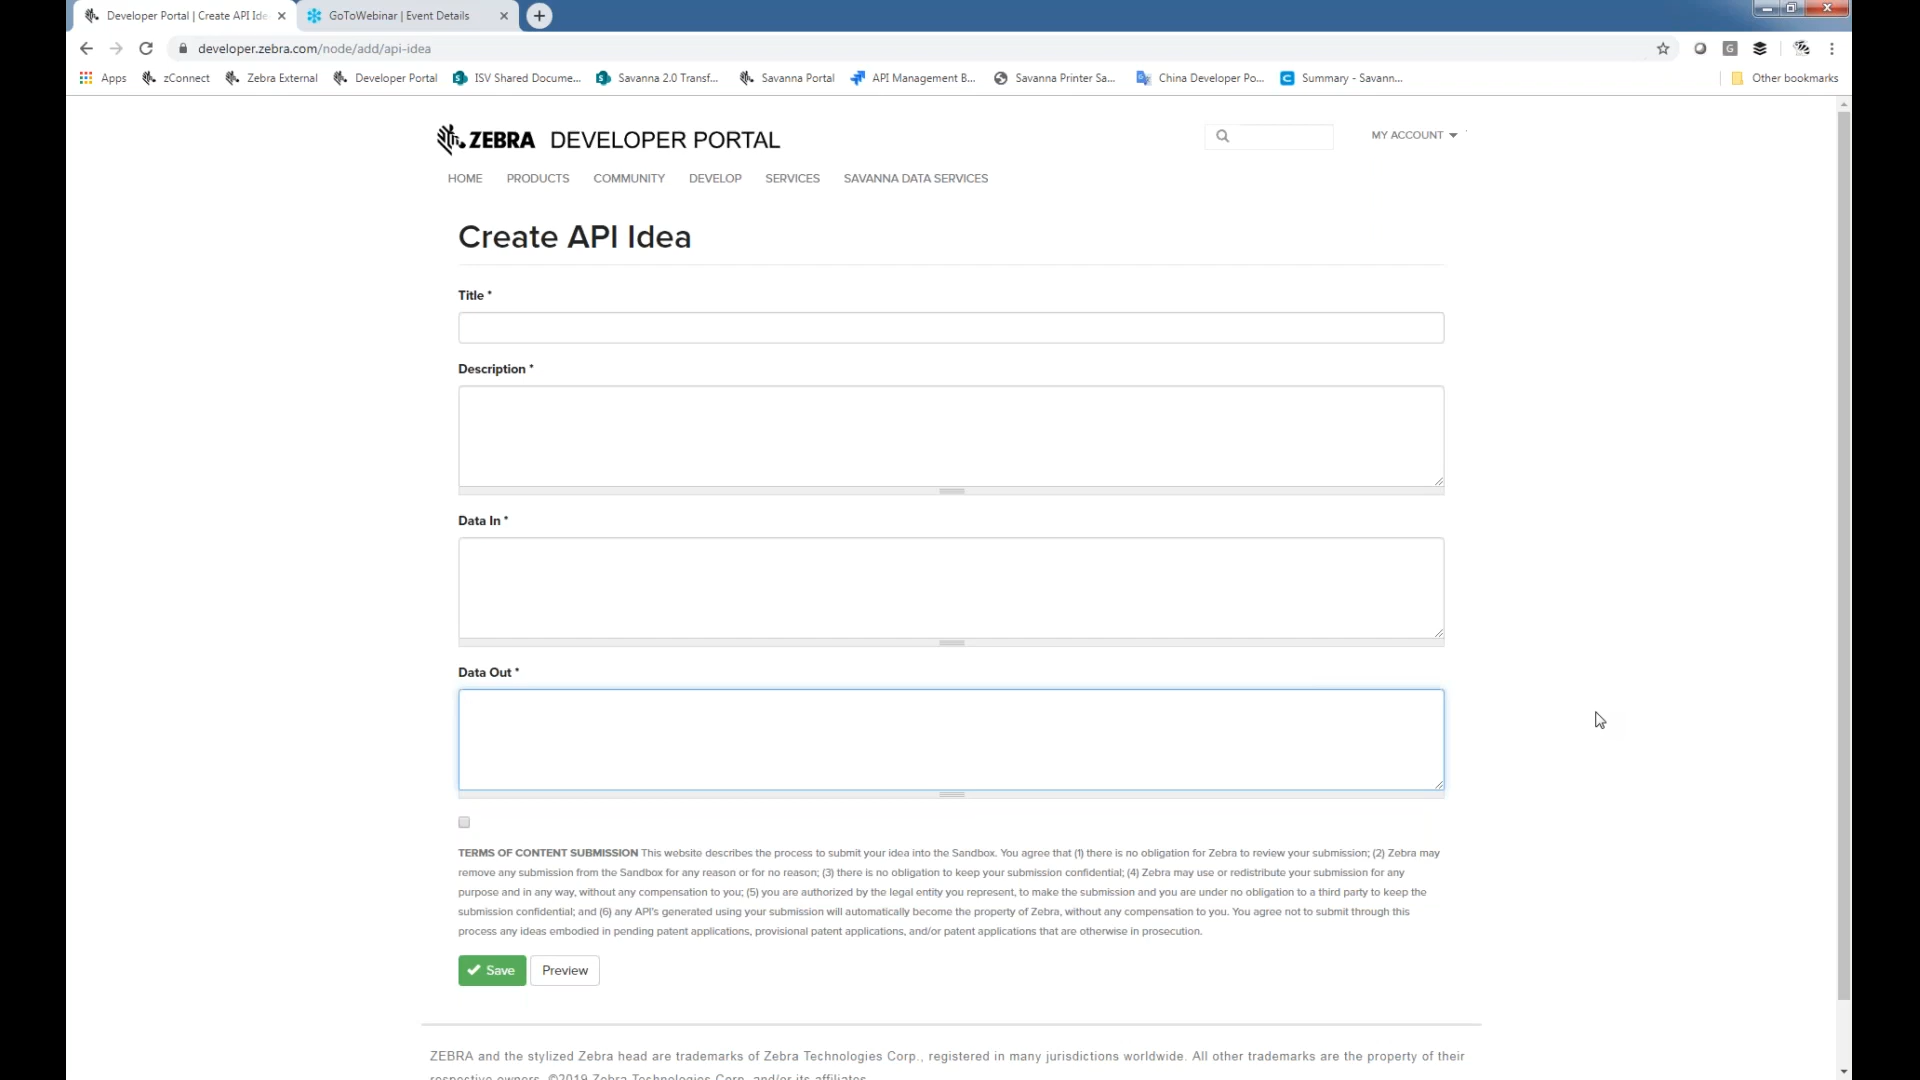 Developer Portal | Create API Ide
GoToWebinar | Event Details
developer.zebra.com/node/add/api-idea
Apps zConnect Zebra External Developer Portal ISV Shared Docume... Savanna 2.0 Transf... Savanna Portal API Management B... Savanna Printer Sa... China Developer Po... Summary - Savann... Other bookmarks
ZEBRA DEVELOPER PORTAL
MY ACCOUNT
HOME PRODUCTS COMMUNITY DEVELOP SERVICES SAVANNA DATA SERVICES
Create API Idea
Title *
Description *
Data In *
Data Out *
TERMS OF CONTENT SUBMISSION This website describes the process to submit your idea into the Sandbox. You agree that (1) there is no obligation for Zebra to review your submission; (2) Zebra may
remove any submission from the Sandbox for any reason or for no reason; (3) there is no obligation to keep your submission confidential; (4) Zebra may use or redistribute your submission for any
purpose and in any way, without any compensation to you; (5) you are authorized by the legal entity you represent, to make the submission and you are under no obligation to a third party to keep the
submission confidential; and (6) any API's generated using your submission will automatically become the property of Zebra, without any compensation to you. You agree not to submit through this
process any ideas embodied in pending patent applications, provisional patent applications, and/or patent applications that are otherwise in prosecution.
Save Preview
ZEBRA and the stylized Zebra head are trademarks of Zebra Technologies Corp., registered in many jurisdictions worldwide. All other trademarks are the property of their
respective owners. ©2019 Zebra Technologies Corp. and/or its affiliates.